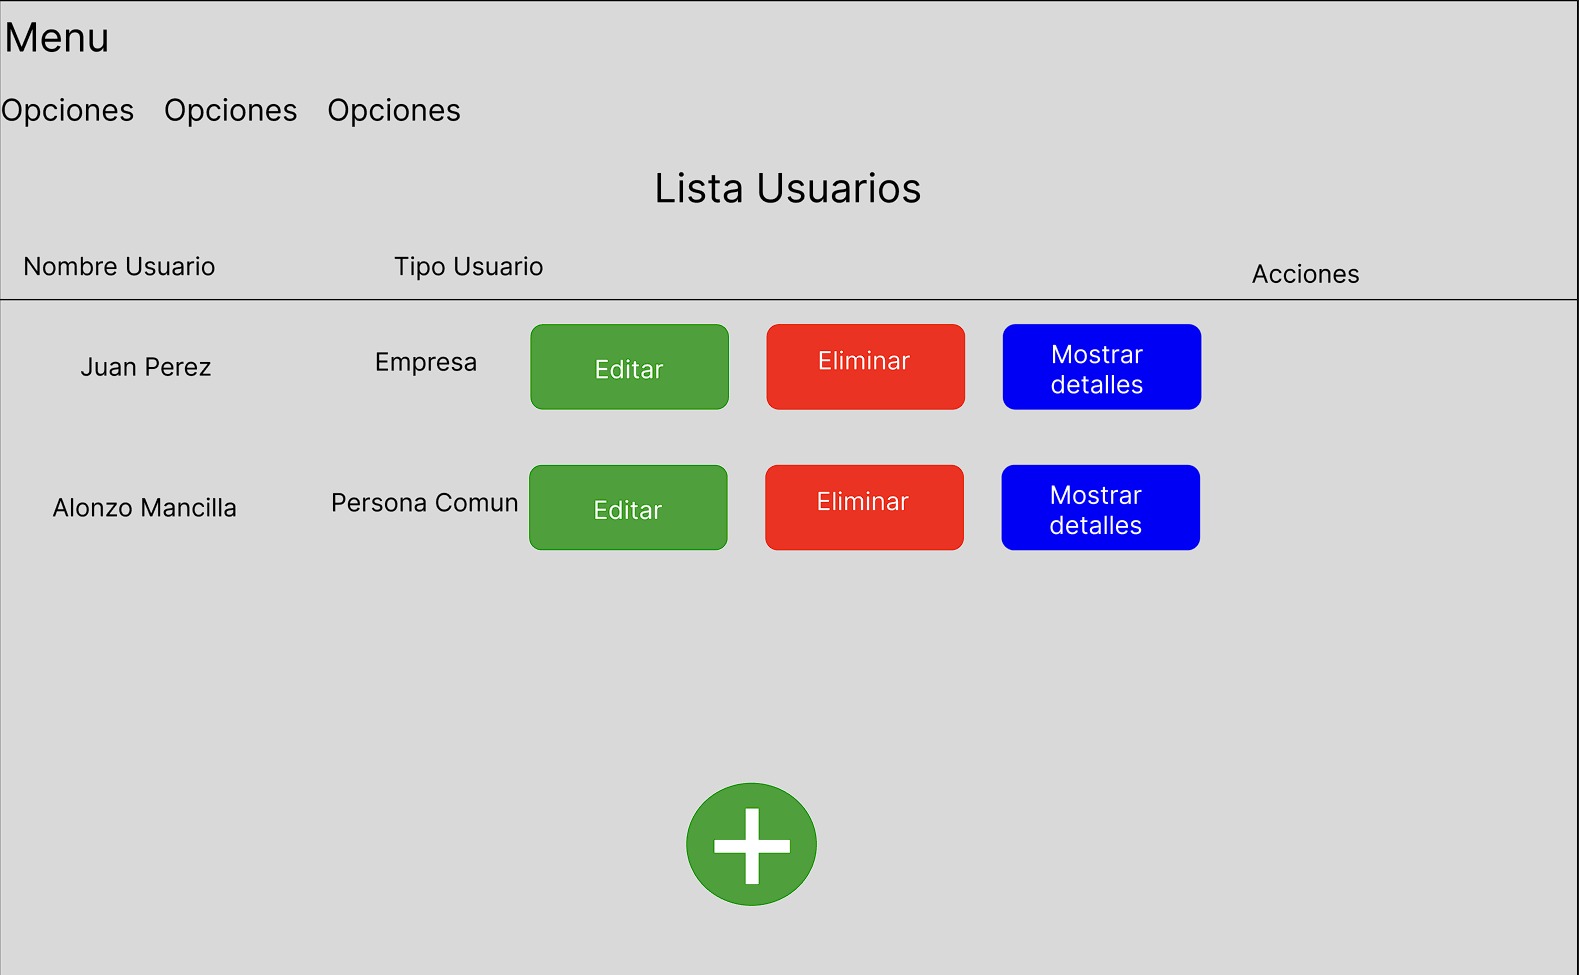 Menu
Opciones Opciones Opciones
Lista Usuarios
Nombre Usuario Tipo Usuario Acciones
Juan Perez Empresa Editar Eliminar Mostrar
detalles
Alonzo Mancilla Persona Comun Editar Eliminar Mostrar
detalles